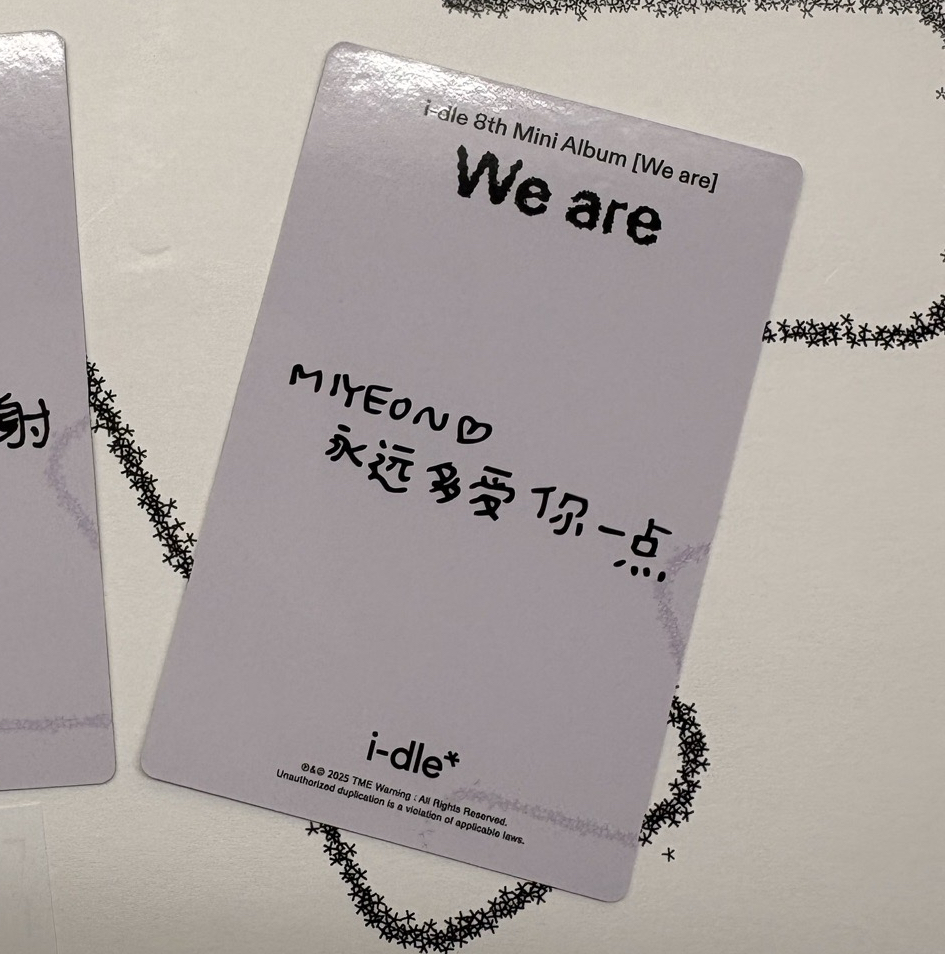 i-dle 8th Mini Album [We are]
We are
MIYEON♡
永远多爱你一点
i-dle*
℗&© 2025 TME Warning : All Rights Reserved.
Unauthorized duplication is a violation of applicable laws.
射